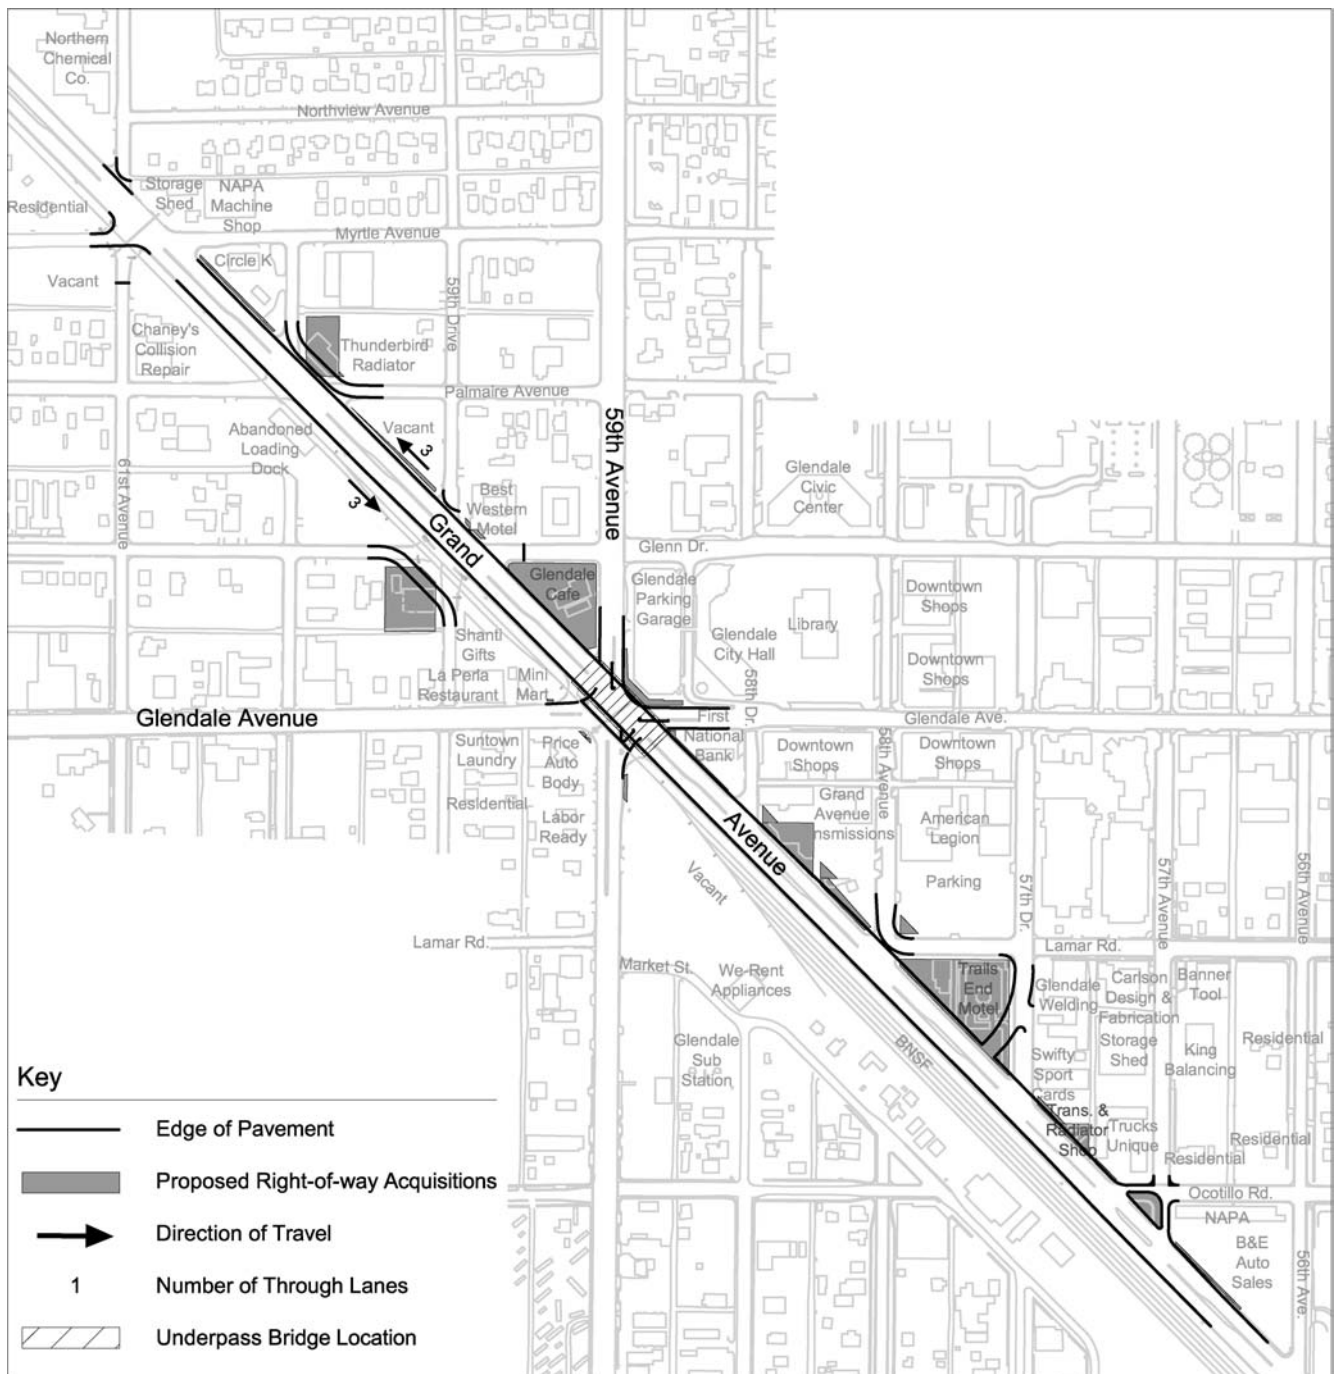 Northern
Chemical
Co.
Northview Avenue
Storage
Shed
NAPA
Machine
Shop
Residential
Myrtle Avenue
Circle K
Vacant
59th Drive
Chaney's
Collision
Repair
Thunderbird
Radiator
Palmaire Avenue
59th Avenue
Vacant
3
Abandoned
Loading
Dock
61st Avenue
3
Best
Western
Motel
Glendale
Civic
Center
Grand
Glenn Dr.
Glendale
Cafe
Glendale
Parking
Garage
Library
Downtown
Shops
Glendale
City Hall
Downtown
Shops
Shanti
Gifts
La Perla
Restaurant
Mini
Mart
58th Dr.
Glendale Avenue
First
National
Bank
Glendale Ave.
Suntown
Laundry
Price
Auto
Body
Downtown
Shops
58th Avenue
Downtown
Shops
Residential
Labor
Ready
Grand
Avenue
nsmissions
American
Legion
Avenue
Vacant
Parking
57th Dr.
57th Avenue
56th Avenue
Lamar Rd.
Lamar Rd.
Market St.
We-Rent
Appliances
Trails
End
Motel
Glendale
Welding
Carlson
Design &
Fabrication
Banner
Tool
Glendale
Sub
Station
BNSF
Swifty
Sport
Cards
Storage
Shed
King
Balancing
Residential
Trans. &
Radiator
Shop
Trucks
Unique
Residential
Residential
Ocotillo Rd.
NAPA
B&E
Auto
Sales
56th Ave.
Key
Edge of Pavement
Proposed Right-of-way Acquisitions
Direction of Travel
1 Number of Through Lanes
Underpass Bridge Location